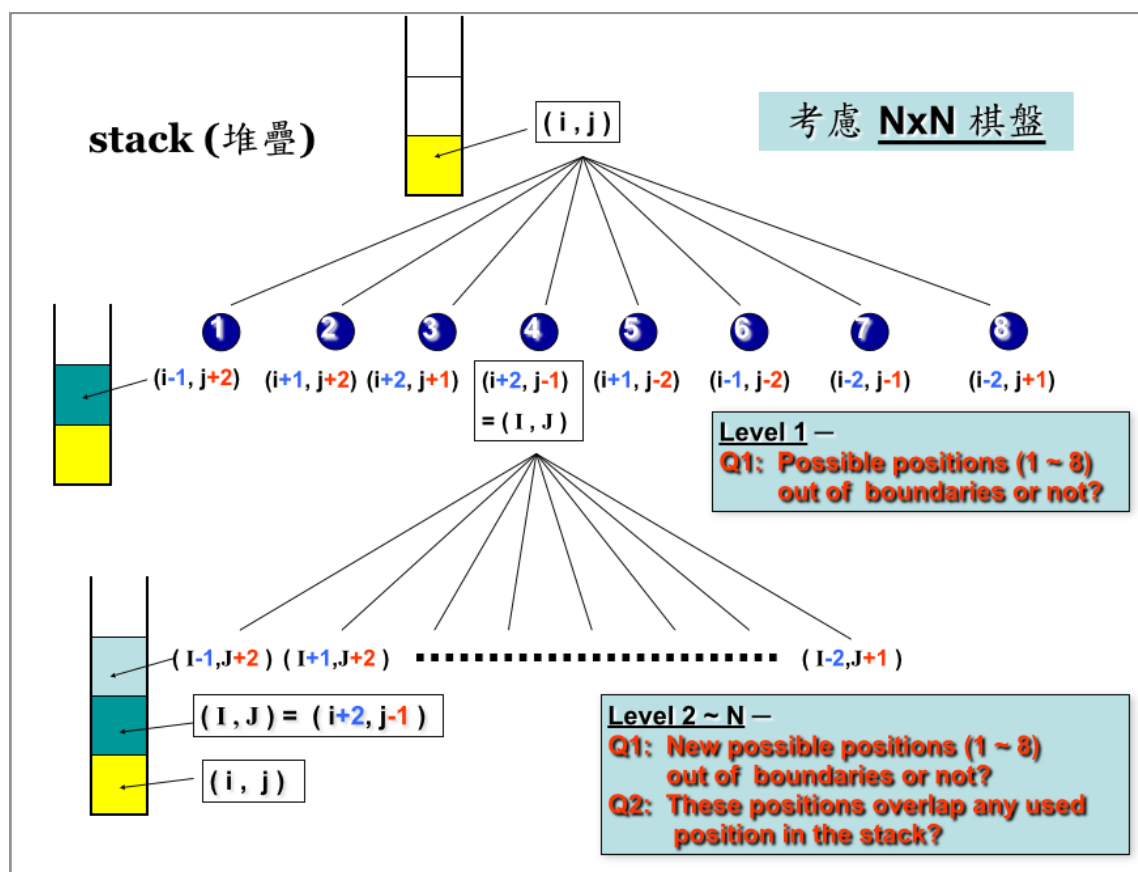 stack (堆疊)
( i , j )
考慮 NxN 棋盤
1 2 3 4 5 6 7 8
(i-1, j+2) (i+1, j+2) (i+2, j+1) (i+2, j-1) (i+1, j-2) (i-1, j-2) (i-2, j-1) (i-2, j+1)
= ( I , J )
Level 1 –
Q1: Possible positions (1 ~ 8)
out of boundaries or not?
( I-1,J+2) ( I+1,J+2) ( I-2,J+1 )
( I , J ) = ( i+2, j-1 )
( i , j )
Level 2 ~ N –
Q1: New possible positions (1 ~ 8)
out of boundaries or not?
Q2: These positions overlap any used
position in the stack?